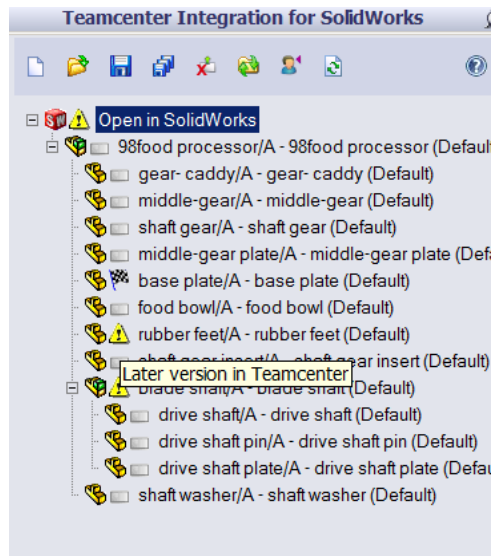 Teamcenter Integration for SolidWorks
Open in SolidWorks
98food processor/A - 98food processor (Defaul
gear- caddy/A - gear- caddy (Default)
middle-gear/A - middle-gear (Default)
shaft gear/A - shaft gear (Default)
middle-gear plate/A - middle-gear plate (Defa
base plate/A - base plate (Default)
food bowl/A - food bowl (Default)
rubber feet/A - rubber feet (Default)
shaft gear insert/A - shaft gear insert (Default)
Later version in Teamcenter
blade shaft/A - blade shaft (Default)
drive shaft/A - drive shaft (Default)
drive shaft pin/A - drive shaft pin (Default)
drive shaft plate/A - drive shaft plate (Defau
shaft washer/A - shaft washer (Default)